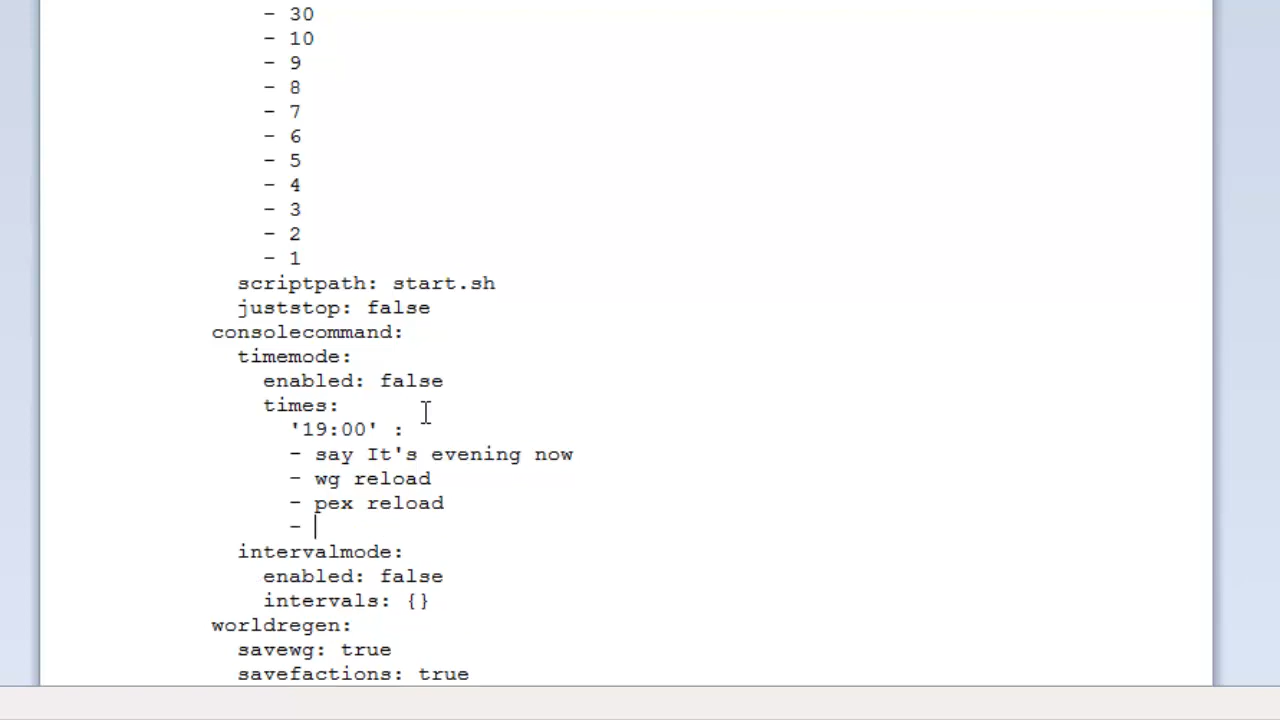 - 30
- 10
- 9
- 8
- 7
- 6
- 5
- 4
- 3
- 2
- 1
scriptpath: start.sh
juststop: false
consolecommand:
timemode:
enabled: false
times:
'19:00' :
- say It's evening now
- wg reload
- pex reload
-
intervalmode:
enabled: false
intervals: {}
worldregen:
savewg: true
savefactions: true